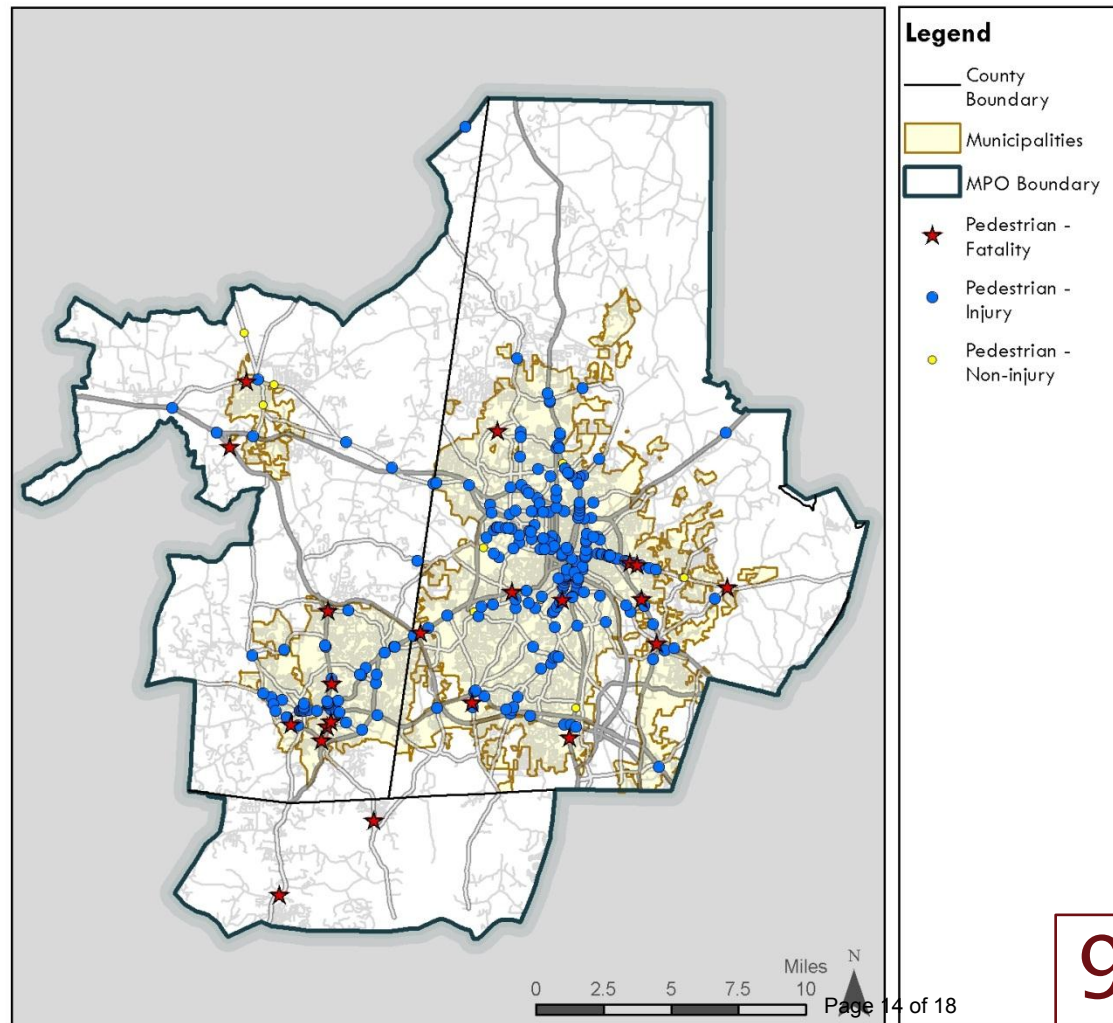 Legend
County
Boundary
Municipalities
MPO Boundary
Pedestrian -
Fatality
Pedestrian -
Injury
Pedestrian -
Non-injury
Miles
0 2.5 5 7.5 10
N
Page 14 of 18
9